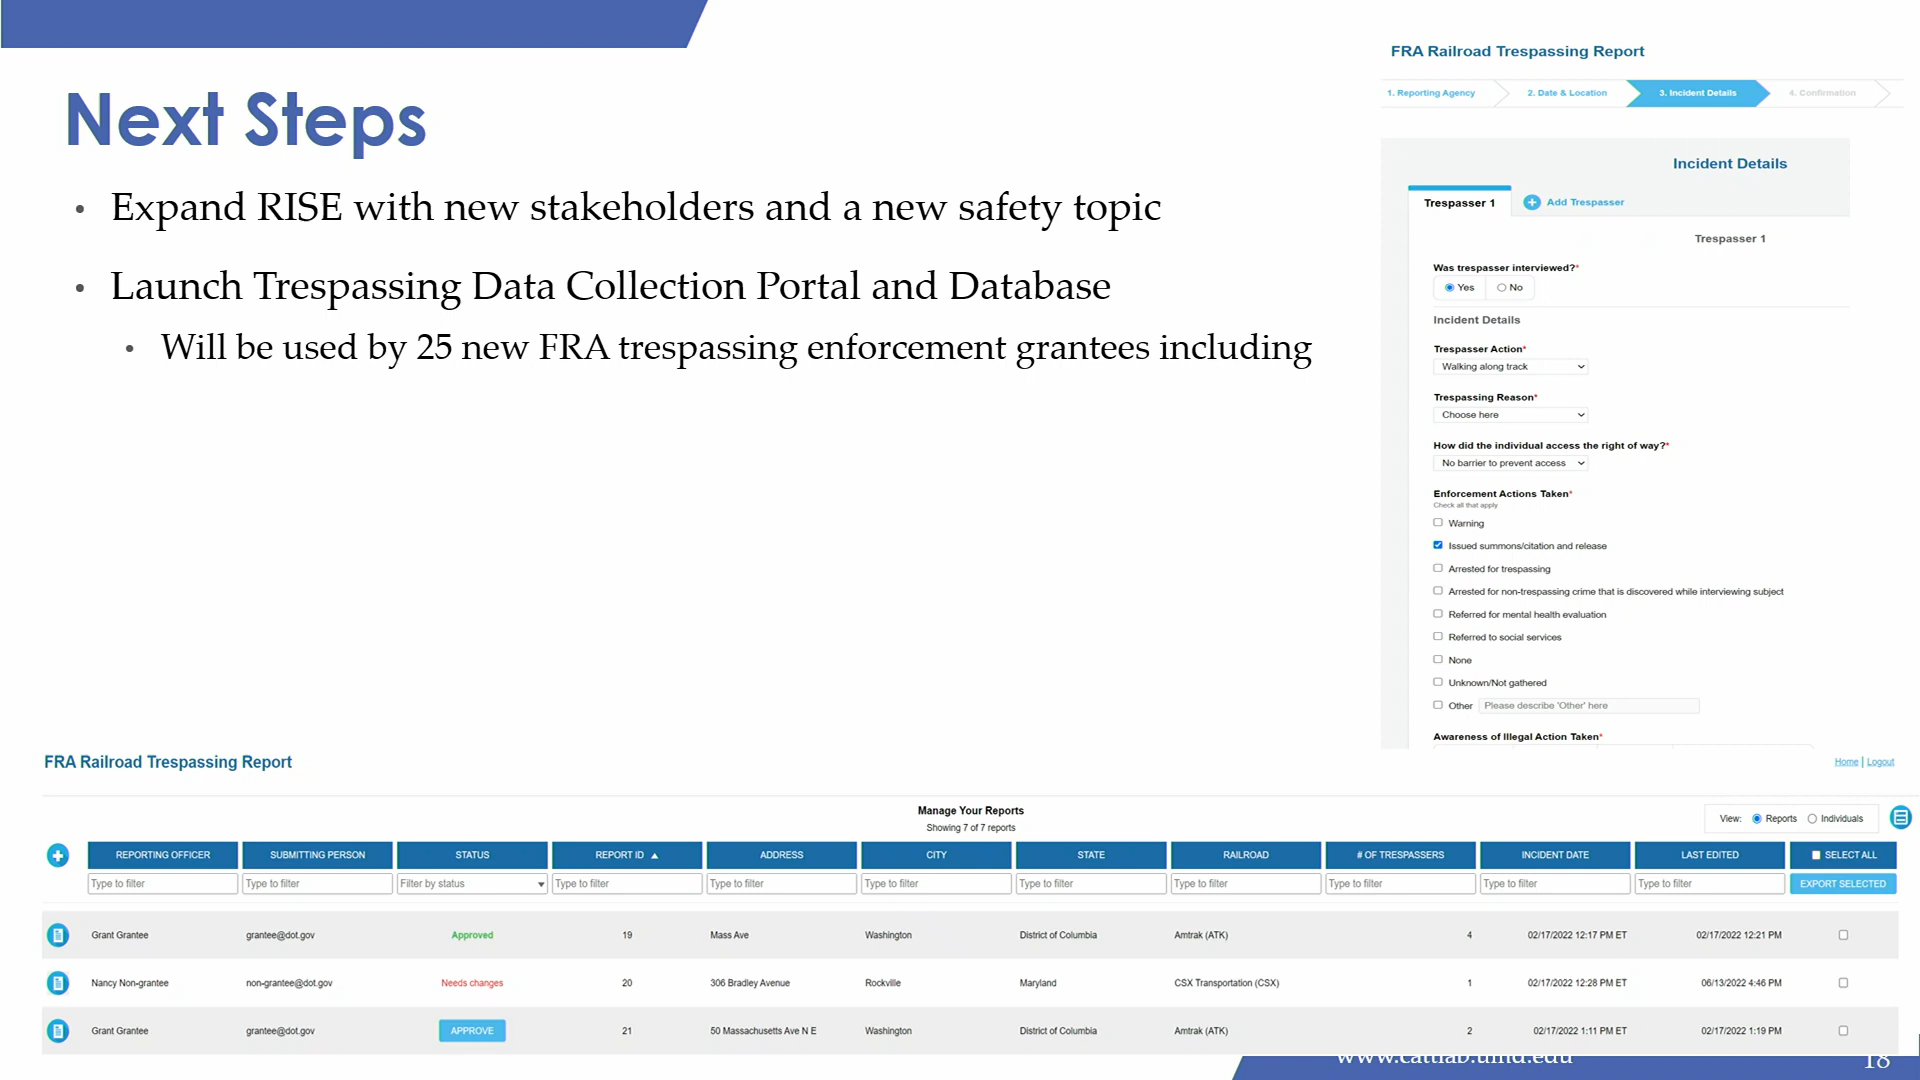 Next Steps
• Expand RISE with new stakeholders and a new safety topic
• Launch Trespassing Data Collection Portal and Database
• Will be used by 25 new FRA trespassing enforcement grantees including
FRA Railroad Trespassing Report
1. Reporting Agency 2. Date & Location 3. Incident Details 4. Confirmation
Incident Details
Trespasser 1 Add Trespasser
Trespasser 1
Was trespasser interviewed?*
Yes No
Incident Details
Trespasser Action*
Walking along track
Trespassing Reason*
Choose here
How did the individual access the right of way?*
No barrier to prevent access
Enforcement Actions Taken*
Check all that apply
Warning
Issued summons/citation and release
Arrested for trespassing
Arrested for non-trespassing crime that is discovered while interviewing subject
Referred for mental health evaluation
Referred to social services
None
Unknown/Not gathered
Other Please describe 'Other' here
Awareness of Illegal Action Taken*
FRA Railroad Trespassing Report
Home | Logout
Manage Your Reports
Showing 7 of 7 reports
View: Reports Individuals
REPORTING OFFICER SUBMITTING PERSON STATUS REPORT ID ▲ ADDRESS CITY STATE RAILROAD # OF TRESPASSERS INCIDENT DATE LAST EDITED SELECT ALL
Type to filter Type to filter Filter by status Type to filter Type to filter Type to filter Type to filter Type to filter Type to filter Type to filter Type to filter EXPORT SELECTED
Grant Grantee grantee@dot.gov Approved 19 Mass Ave Washington District of Columbia Amtrak (ATK) 4 02/17/2022 12:17 PM ET 02/17/2022 12:21 PM
Nancy Non-grantee non-grantee@dot.gov Needs changes 20 306 Bradley Avenue Rockville Maryland CSX Transportation (CSX) 1 02/17/2022 12:28 PM ET 06/13/2022 4:46 PM
Grant Grantee grantee@dot.gov APPROVE 21 50 Massachusetts Ave N E Washington District of Columbia Amtrak (ATK) 2 02/17/2022 1:11 PM ET 02/17/2022 1:19 PM
www.cattlab.umd.edu 18